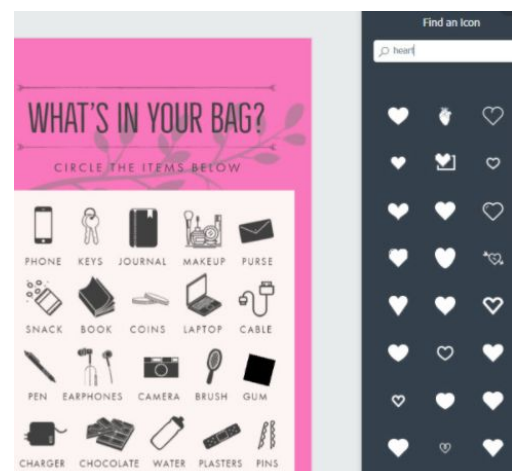 Find an Icon
heart
WHAT'S IN YOUR BAG?
CIRCLE THE ITEMS BELOW
PHONE KEYS JOURNAL MAKEUP PURSE
SNACK BOOK COINS LAPTOP CABLE
PEN EARPHONES CAMERA BRUSH GUM
CHARGER CHOCOLATE WATER PLASTERS PINS